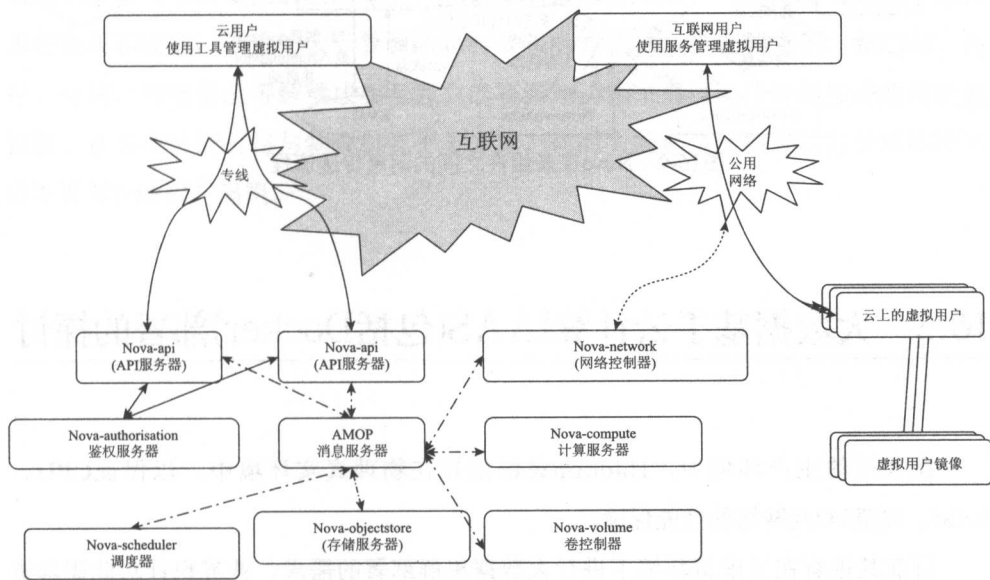 云用户
使用工具管理虚拟用户
互联网用户
使用服务管理虚拟用户
互联网
专线
公用
网络
云上的虚拟用户
Nova-api
(API服务器)
Nova-api
(API服务器)
Nova-network
(网络控制器)
Nova-authorisation
鉴权服务器
AMOP
消息服务器
Nova-compute
计算服务器
虚拟用户镜像
Nova-scheduler
调度器
Nova-objectstore
(存储服务器)
Nova-volume
卷控制器